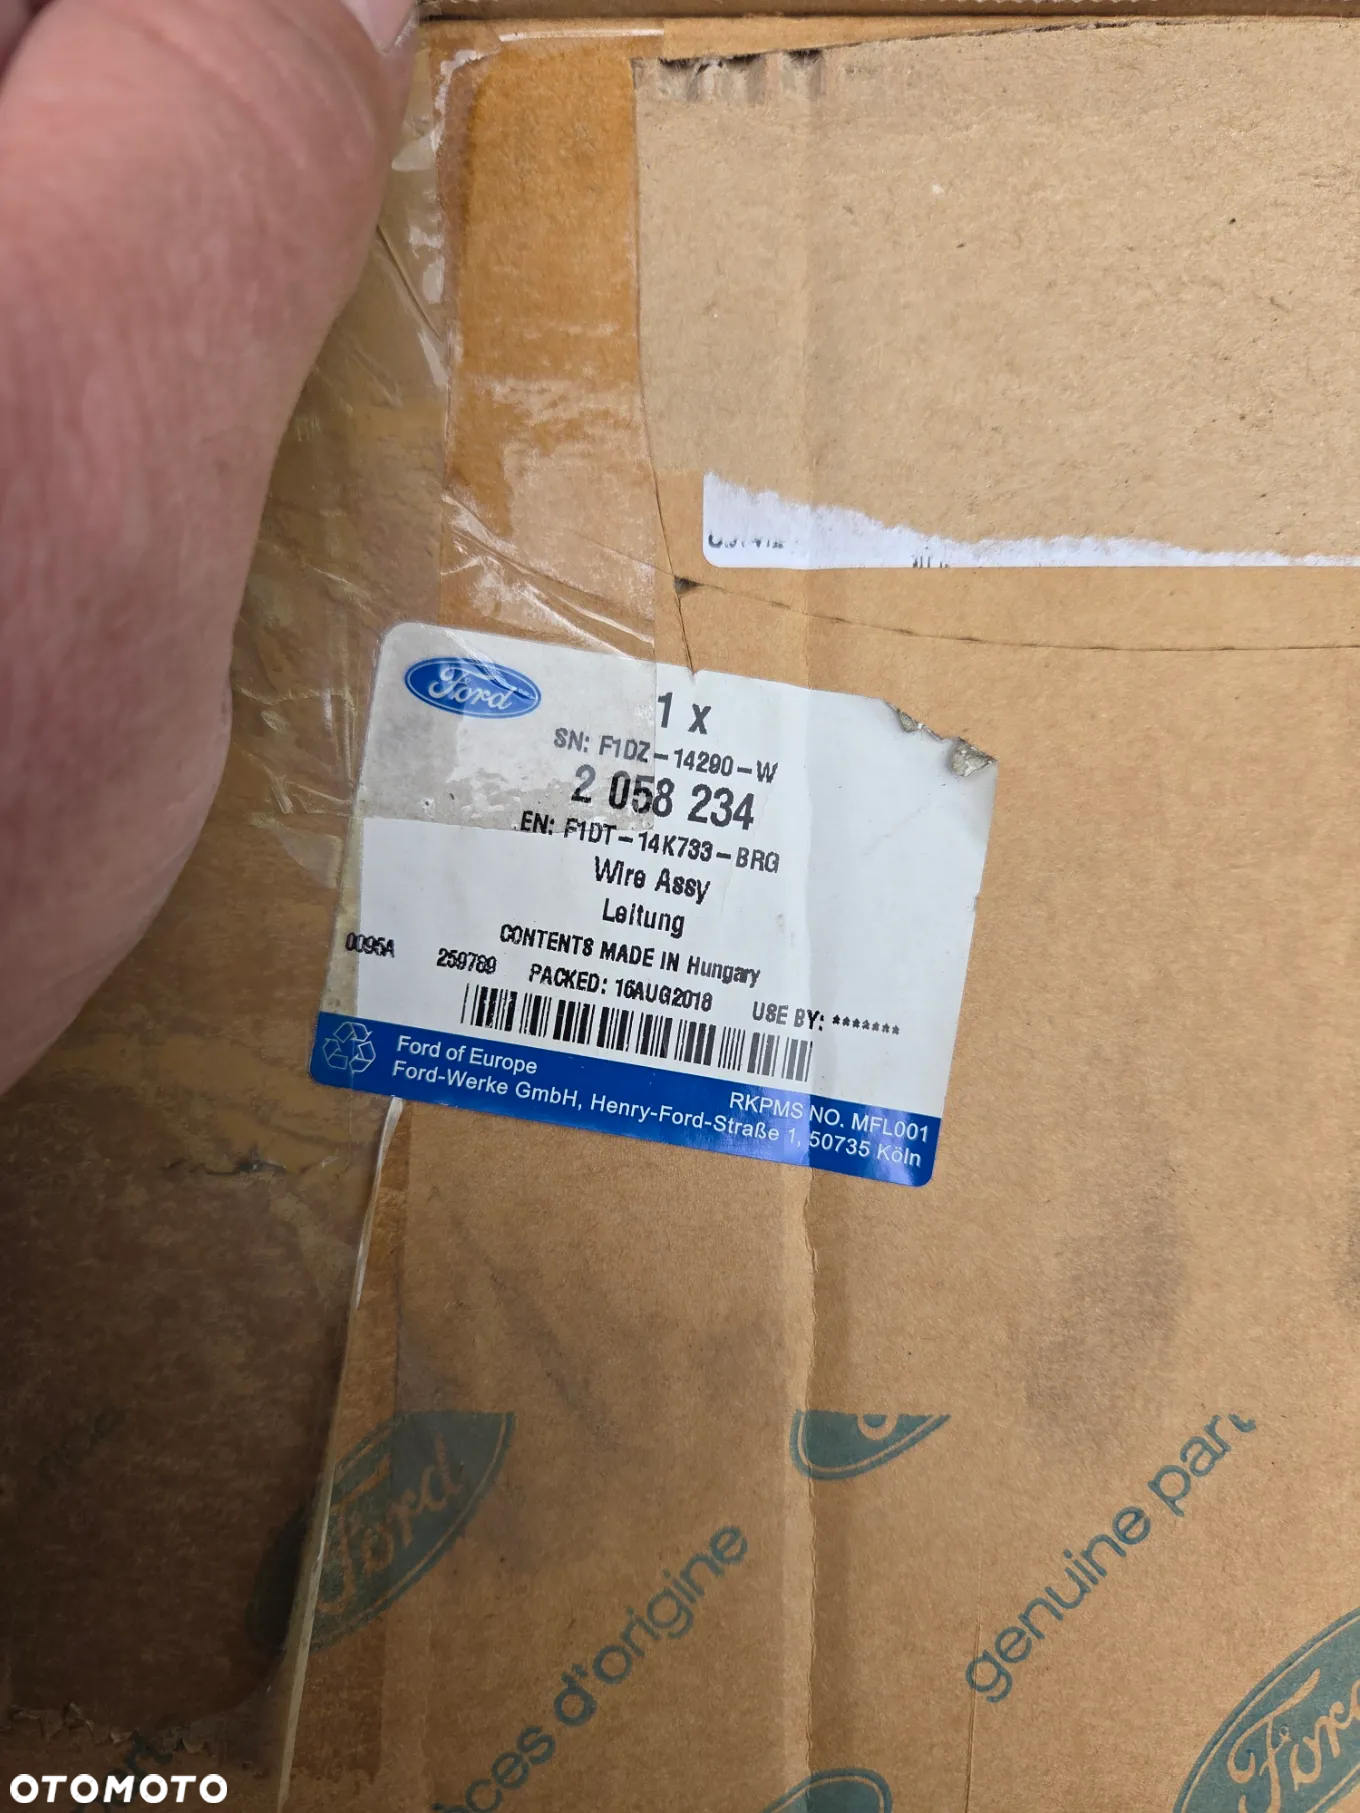 Ford
1 x
SN: F1DZ-14290-W
2 058 234
EN: F1DT-14K733-BRG
Wire Assy
Leitung
CONTENTS MADE IN Hungary
0095A 259789 PACKED: 16AUG2018 USE BY: *******
Ford of Europe
Ford-Werke GmbH, Henry-Ford-Straße 1, 50735 Köln
RKPMS NO. MFL001
Ford
genuine part
d'origine
Ford
OTOMOTO